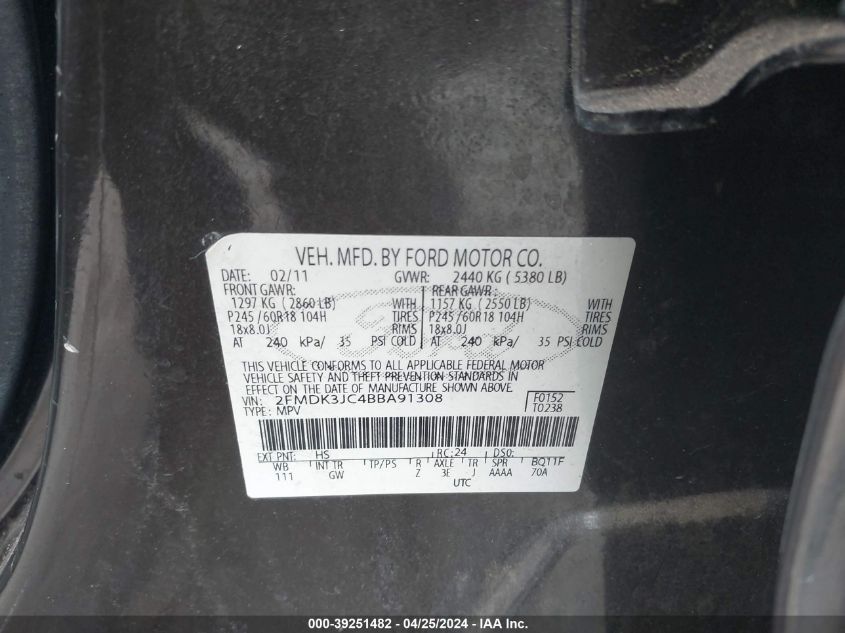 VEH. MFD. BY FORD MOTOR CO.
DATE: 02/11 GVWR: 2440 KG ( 5380 LB)
FRONT GAWR: REAR GAWR:
1297 KG ( 2860 LB) WITH 1157 KG ( 2550 LB) WITH
P245 /60R18 104H TIRES P245 /60R18 104H TIRES
18x8.0J RIMS 18x8.0J RIMS
AT 240 kPa/ 35 PSI COLD AT 240 kPa/ 35 PSI COLD
THIS VEHICLE CONFORMS TO ALL APPLICABLE FEDERAL MOTOR
VEHICLE SAFETY AND THEFT PREVENTION STANDARDS IN
EFFECT ON THE DATE OF MANUFACTURE SHOWN ABOVE.
VIN: 2FMDK3JC4BBA91308 F0152
TYPE: MPV T0238
EXT PNT: HS RC: 24 DSO:
WB INT TR TP/PS R AXLE TR SPR BQ11F
111 GW Z 3E J AAAA 70A
UTC
000-39251482 - 04/25/2024 - IAA Inc.